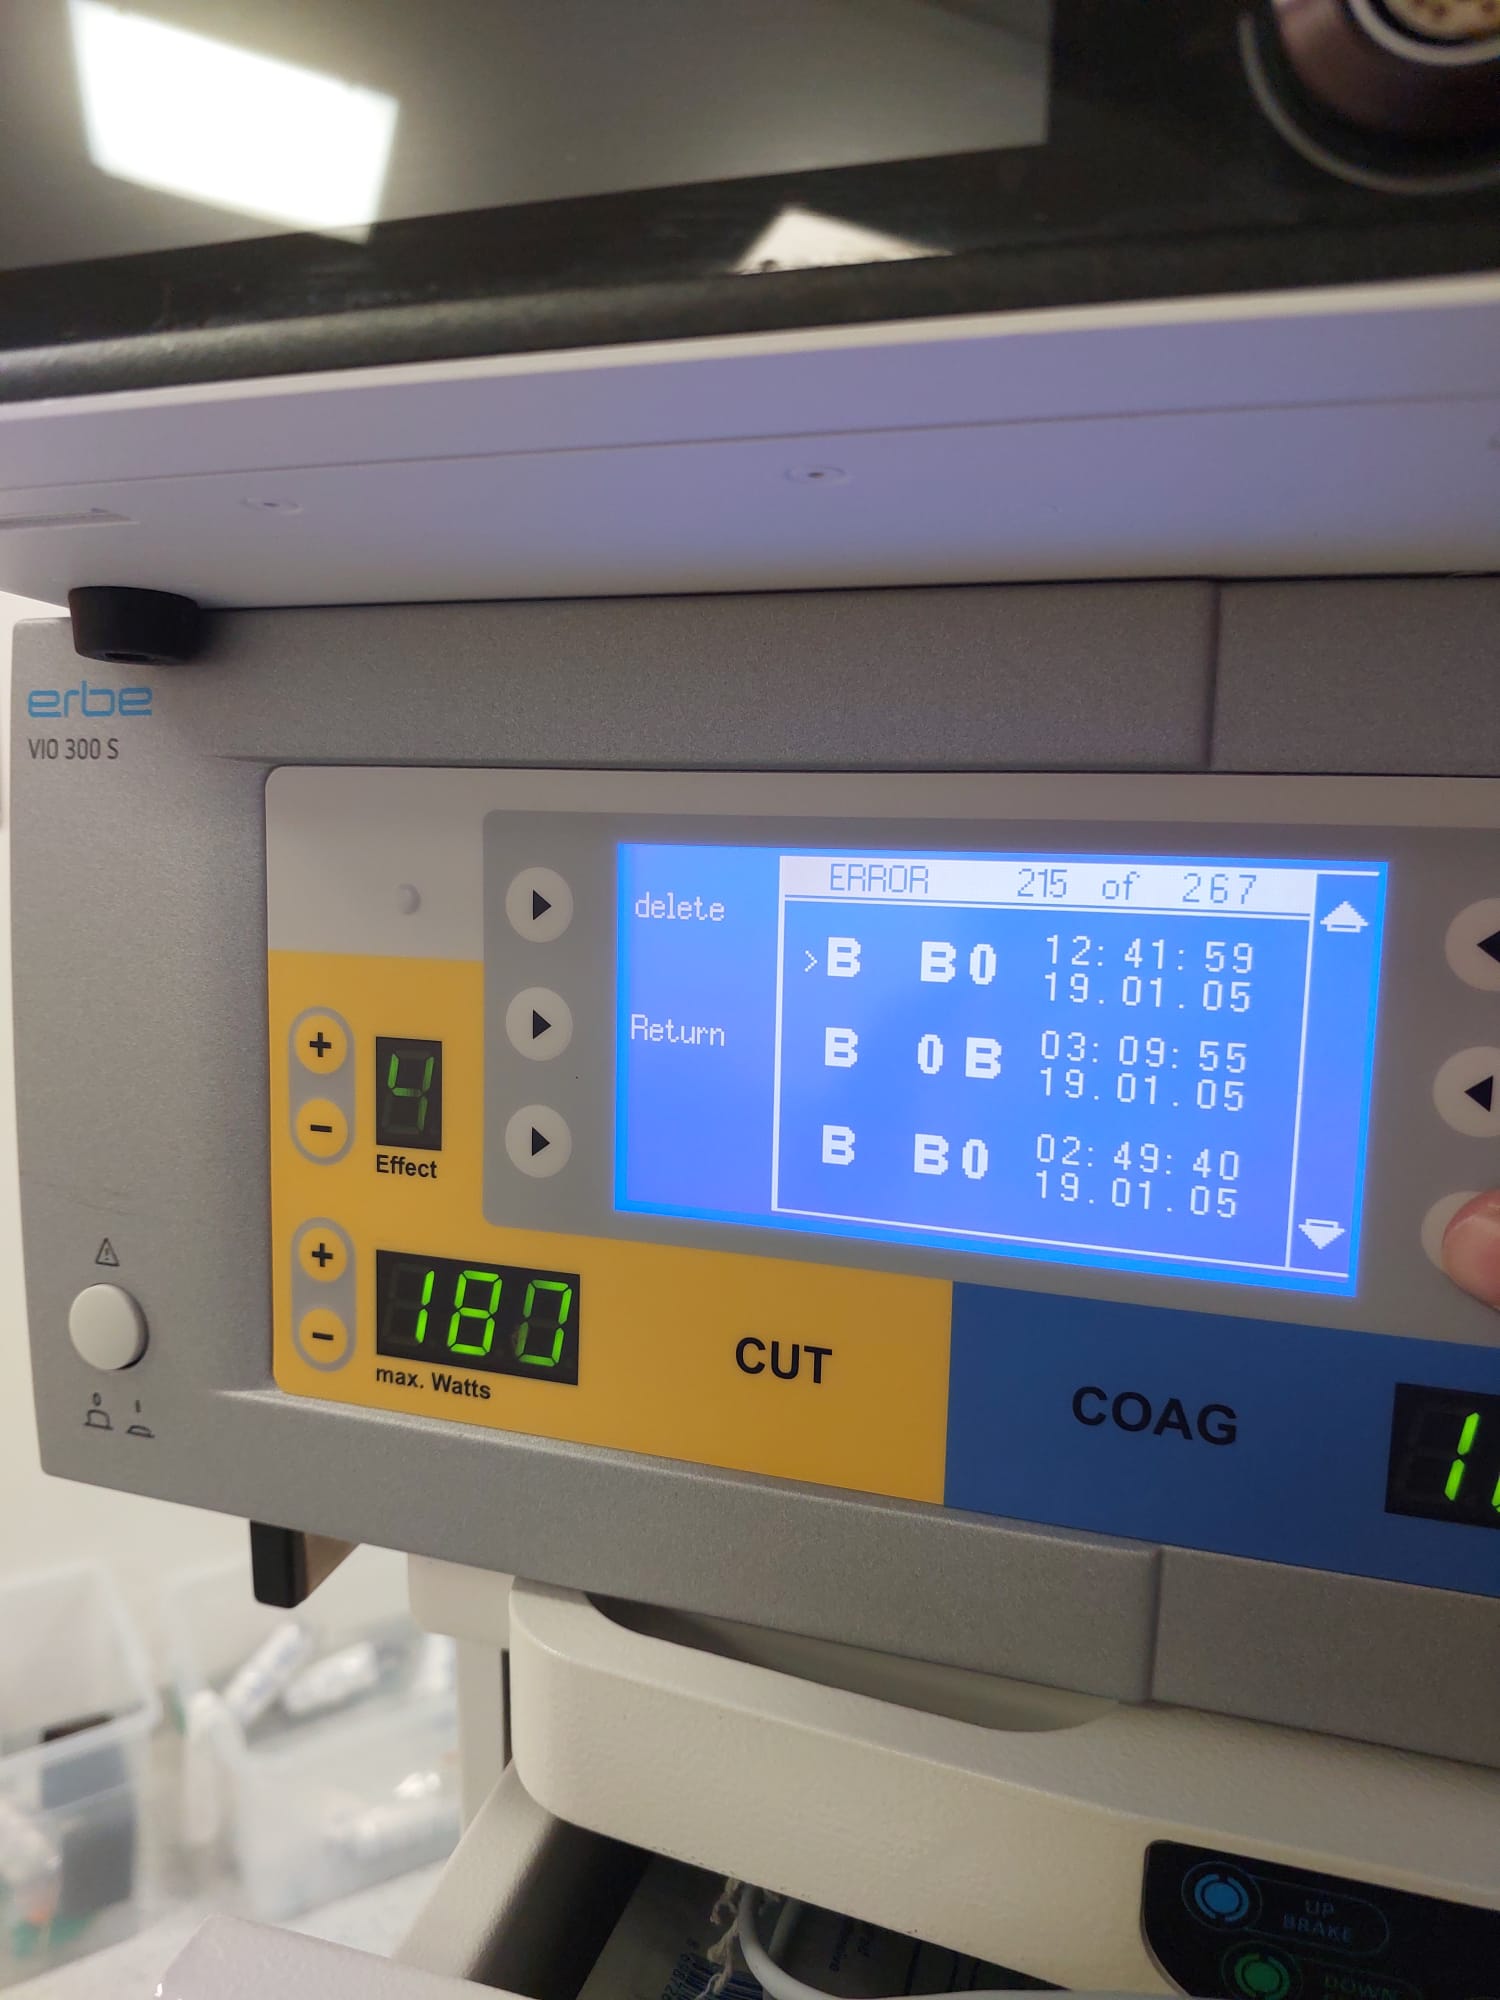 erbe
VIO 300 S
delete
Return
ERROR 215 of 267
>B B0 12:41:59
19.01.05
B 0B 03:09:55
19.01.05
B B0 02:49:40
19.01.05
+
4
−
Effect
+
180
−
max. Watts
CUT
COAG
UP
BRAKE
DOWN